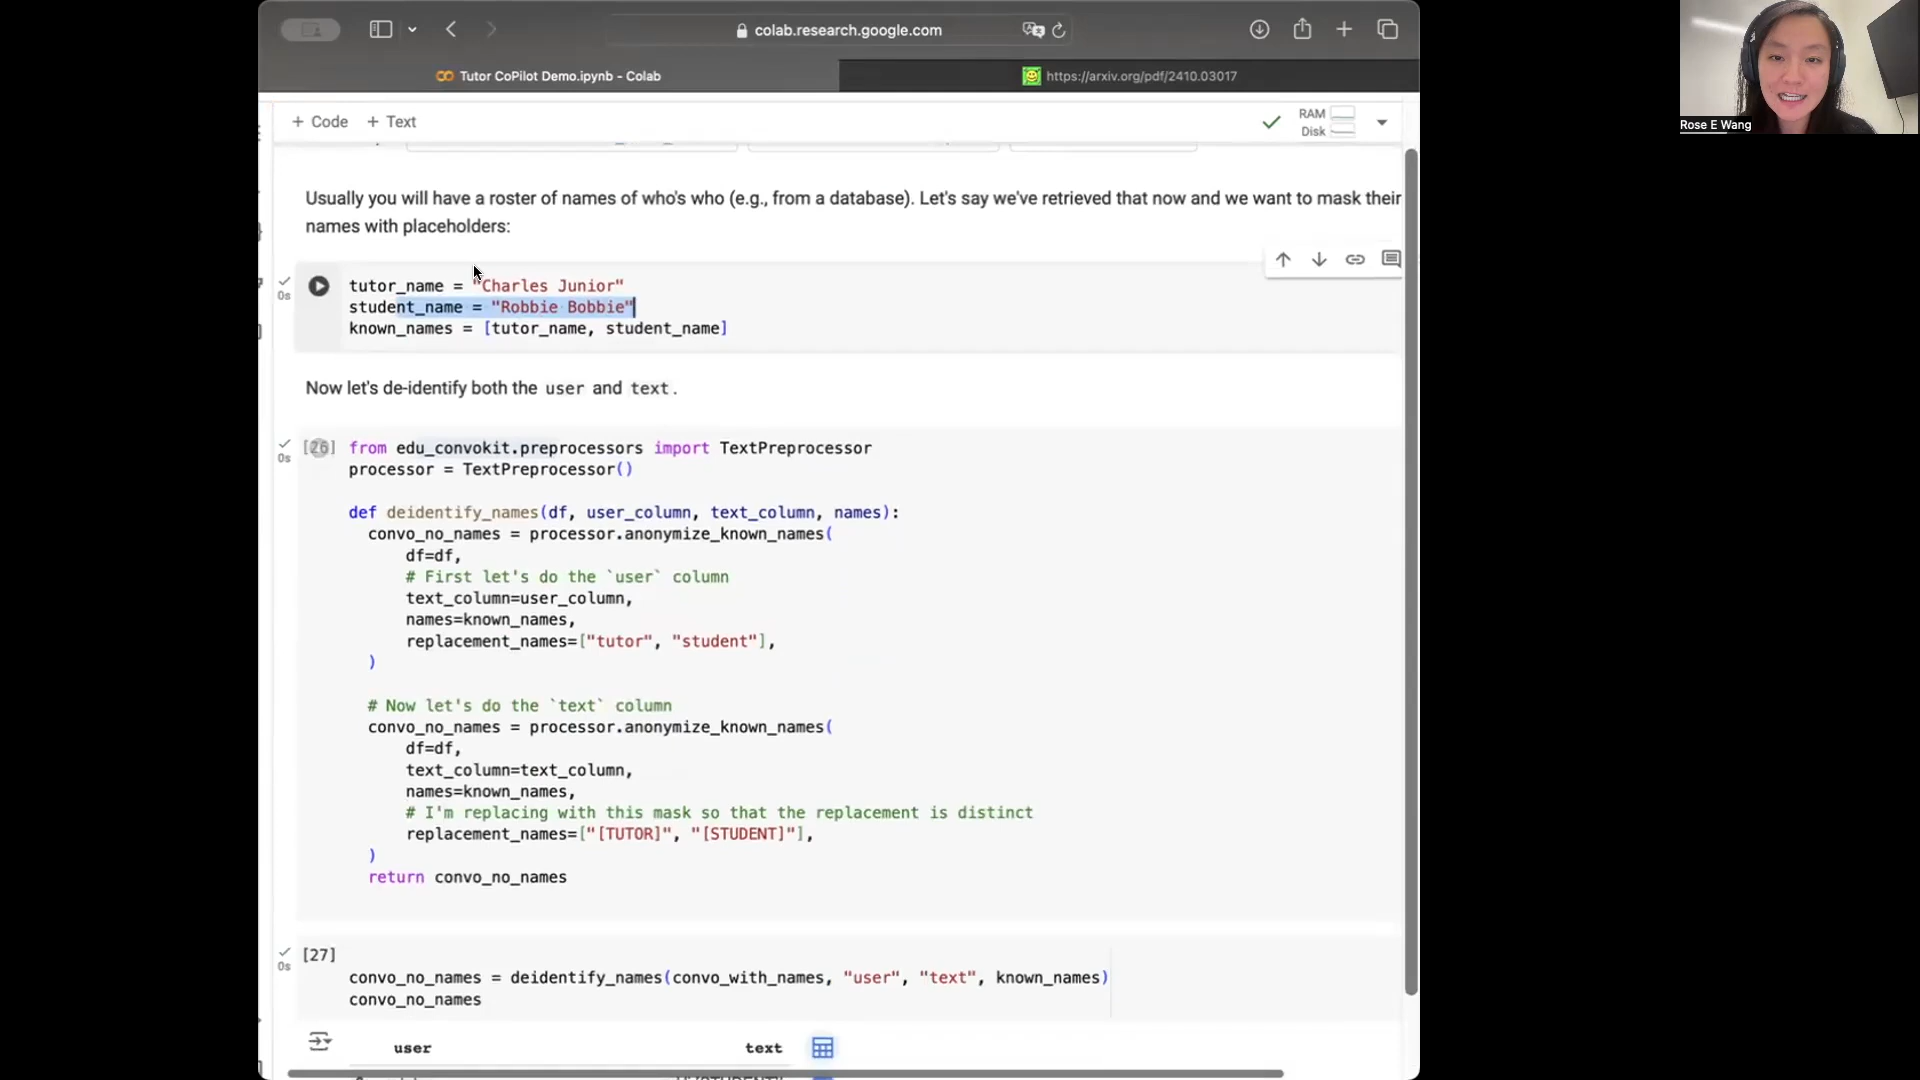 colab.research.google.com
Tutor CoPilot Demo.ipynb - Colab
https://arxiv.org/pdf/2410.03017
Rose E Wang
+ Code + Text
RAM
Disk
Usually you will have a roster of names of who's who (e.g., from a database). Let's say we've retrieved that now and we want to mask their
names with placeholders:
0s
tutor_name = "Charles Junior"
student_name = "Robbie Bobbie"
known_names = [tutor_name, student_name]
Now let's de-identify both the user and text.
0s
[26]
from edu_convokit.preprocessors import TextPreprocessor
processor = TextPreprocessor()
def deidentify_names(df, user_column, text_column, names):
convo_no_names = processor.anonymize_known_names(
df=df,
# First let's do the `user` column
text_column=user_column,
names=known_names,
replacement_names=["tutor", "student"],
)
# Now let's do the `text` column
convo_no_names = processor.anonymize_known_names(
df=df,
text_column=text_column,
names=known_names,
# I'm replacing with this mask so that the replacement is distinct
replacement_names=["[TUTOR]", "[STUDENT]"],
)
return convo_no_names
0s
[27]
convo_no_names = deidentify_names(convo_with_names, "user", "text", known_names)
convo_no_names
user text